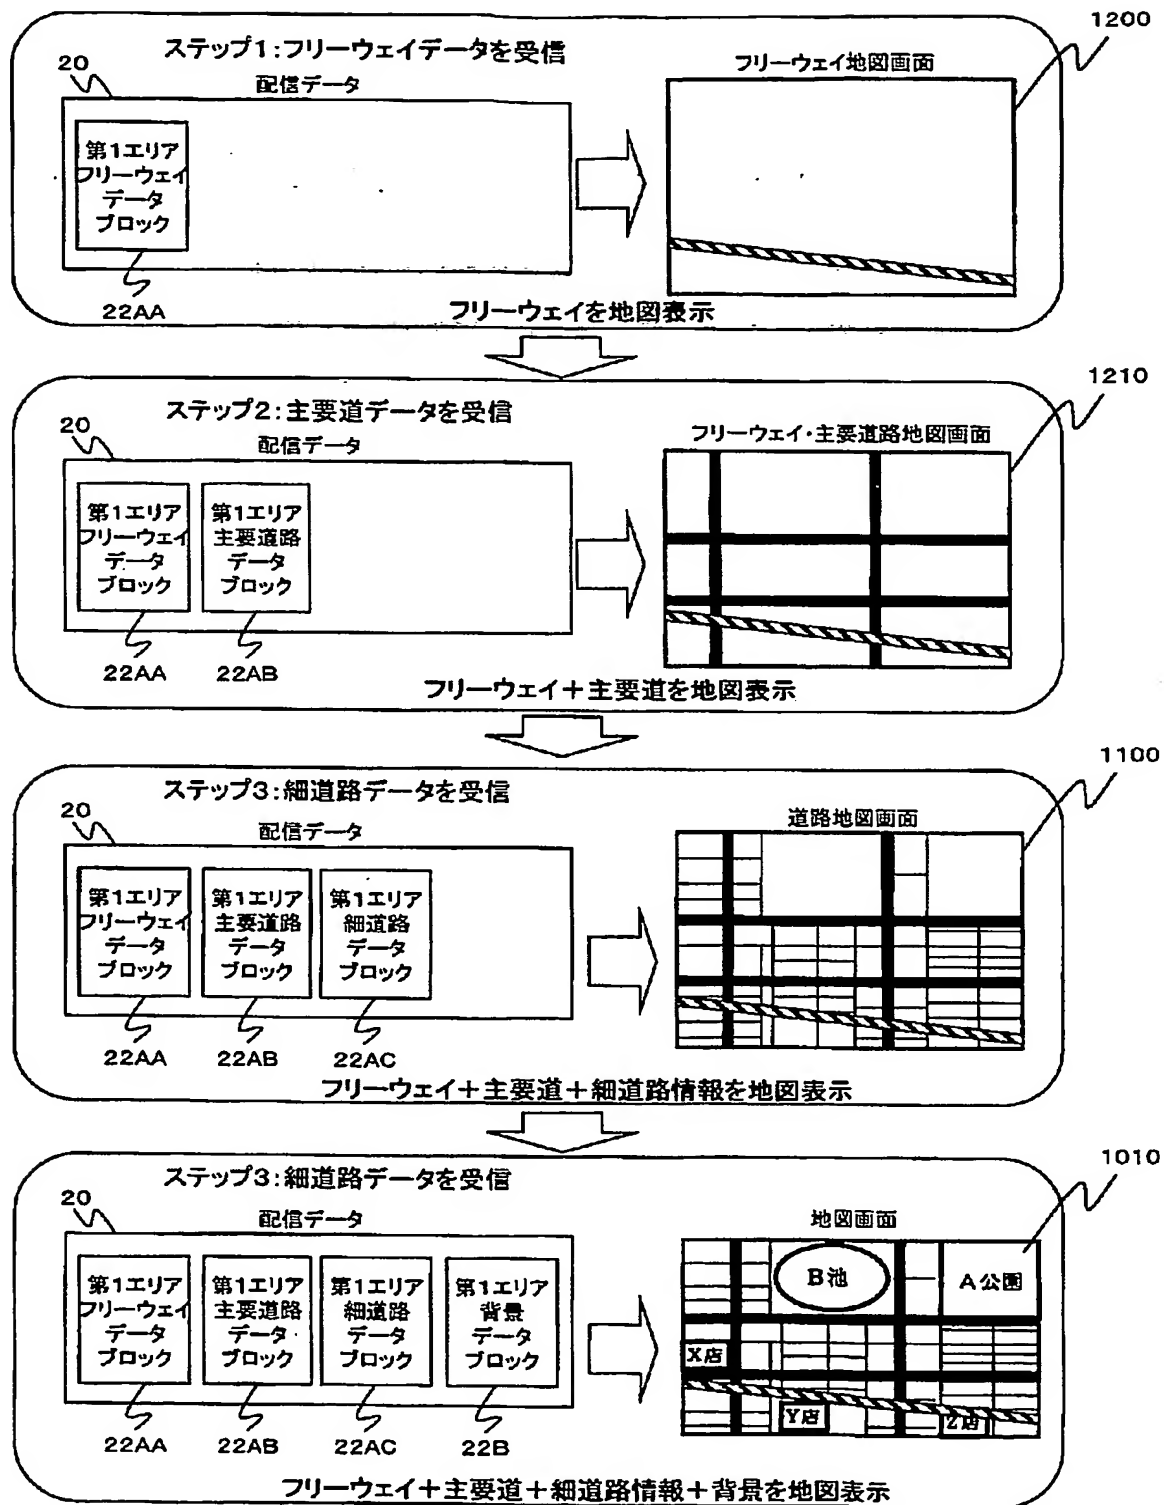 1200
ステップ1:フリーウェイデータを受信
20
配信データ
フリーウェイ地図画面
第1エリア
フリーウェイ
データ
ブロック
22AA
フリーウェイを地図表示
1210
ステップ2:主要道データを受信
20
配信データ
フリーウェイ・主要道路地図画面
第1エリア
フリーウェイ
データ
ブロック
第1エリア
主要道路
データ
ブロック
22AA
22AB
フリーウェイ+主要道を地図表示
1100
ステップ3:細道路データを受信
20
配信データ
道路地図画面
第1エリア
フリーウェイ
データ
ブロック
第1エリア
主要道路
データ
ブロック
第1エリア
細道路
データ
ブロック
22AA
22AB
22AC
フリーウェイ+主要道+細道路情報を地図表示
1010
ステップ3:細道路データを受信
20
配信データ
地図画面
第1エリア
フリーウェイ
データ
ブロック
第1エリア
主要道路
データ
ブロック
第1エリア
細道路
データ
ブロック
第1エリア
背景
データ
ブロック
B池
A公園
X店
Y店
Z店
22AA
22AB
22AC
22B
フリーウェイ+主要道+細道路情報+背景を地図表示